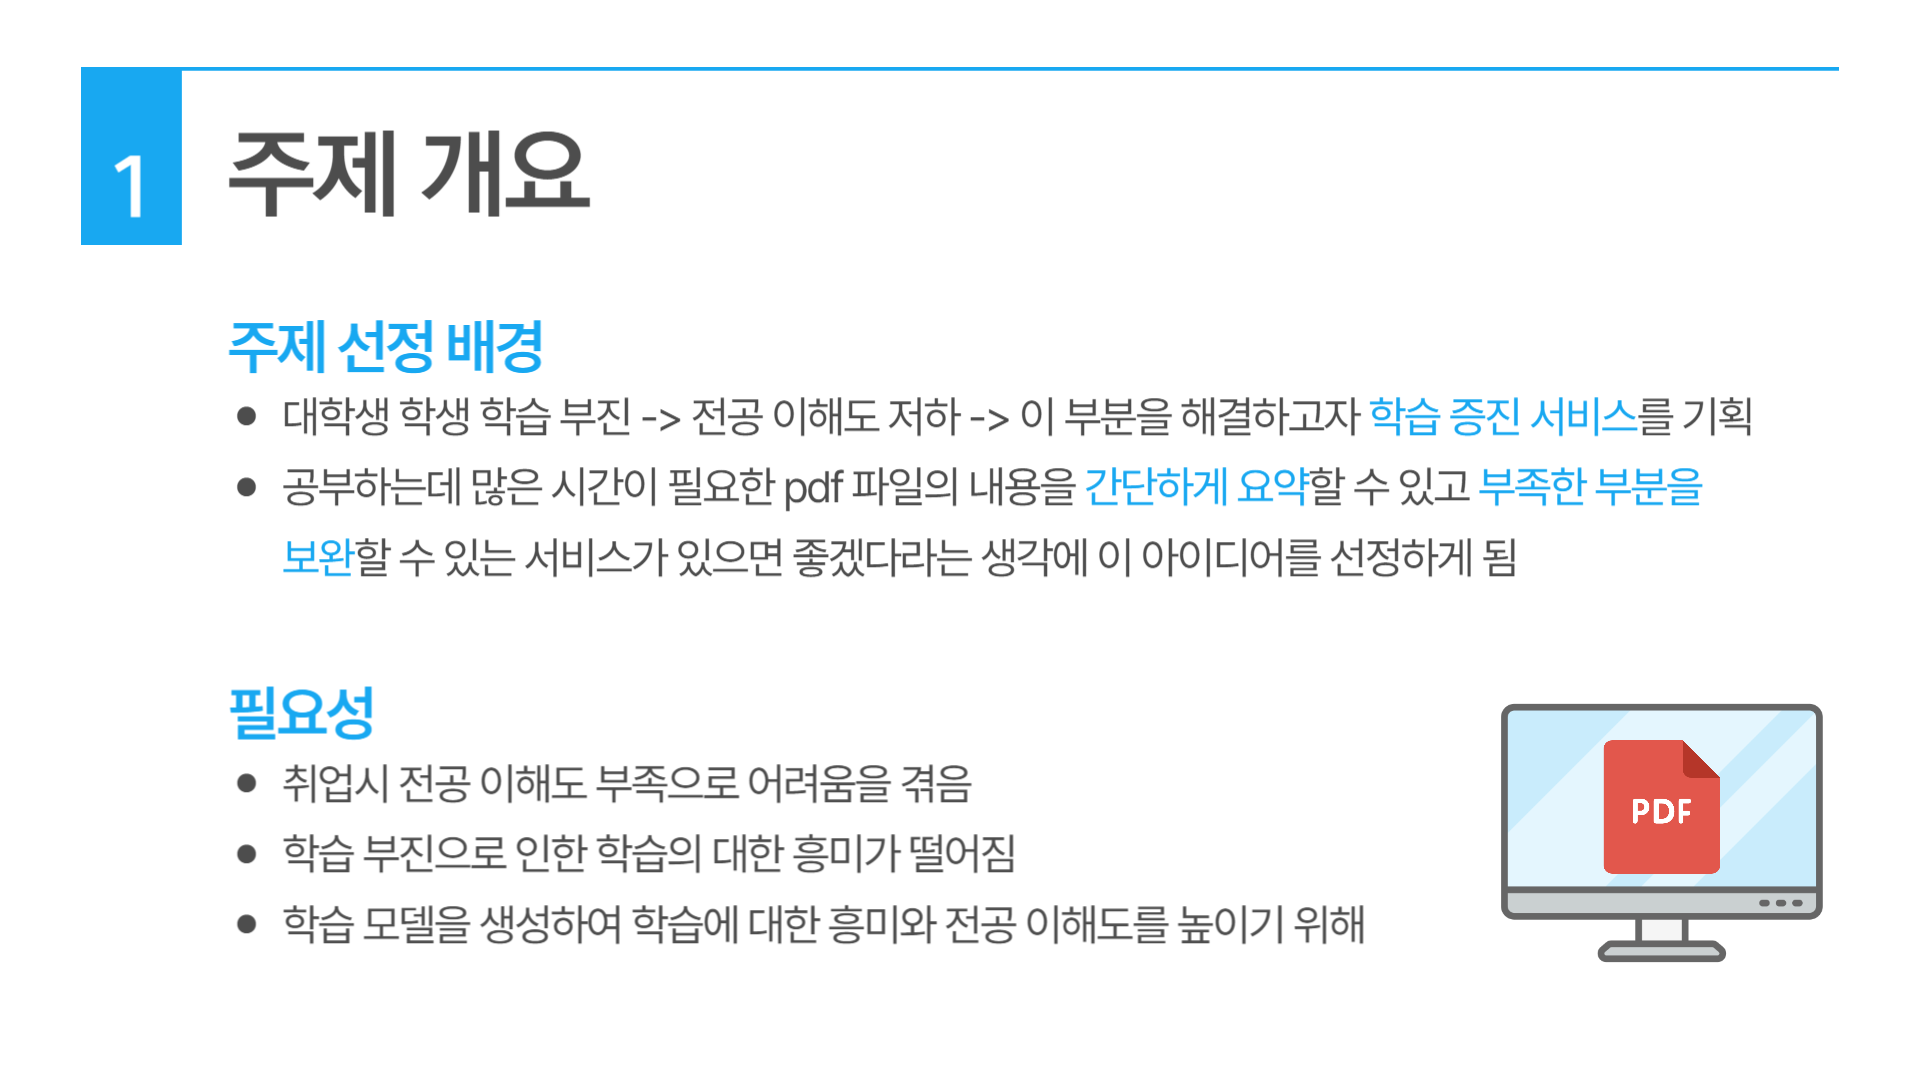 1
주제 개요
주제 선정 배경
● 대학생 학생 학습 부진 -> 전공 이해도 저하 -> 이 부분을 해결하고자 학습 증진 서비스를 기획
● 공부하는데 많은 시간이 필요한 pdf 파일의 내용을 간단하게 요약할 수 있고 부족한 부분을
보완할 수 있는 서비스가 있으면 좋겠다라는 생각에 이 아이디어를 선정하게 됨
필요성
● 취업시 전공 이해도 부족으로 어려움을 겪음
● 학습 부진으로 인한 학습의 대한 흥미가 떨어짐
● 학습 모델을 생성하여 학습에 대한 흥미와 전공 이해도를 높이기 위해
PDF